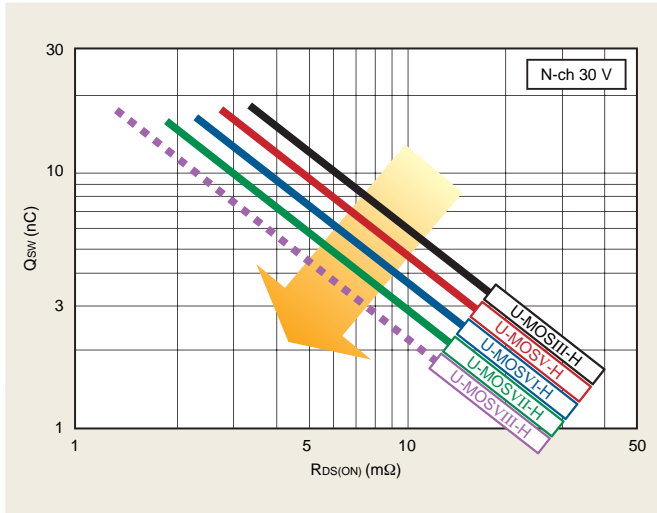 30
N-ch 30 V
10
QSW (nC)
3
U-MOSIII-H
U-MOSV-H
U-MOSVI-H
U-MOSVII-H
U-MOSVIII-H
1
1
5
10
50
RDS(ON) (mΩ)